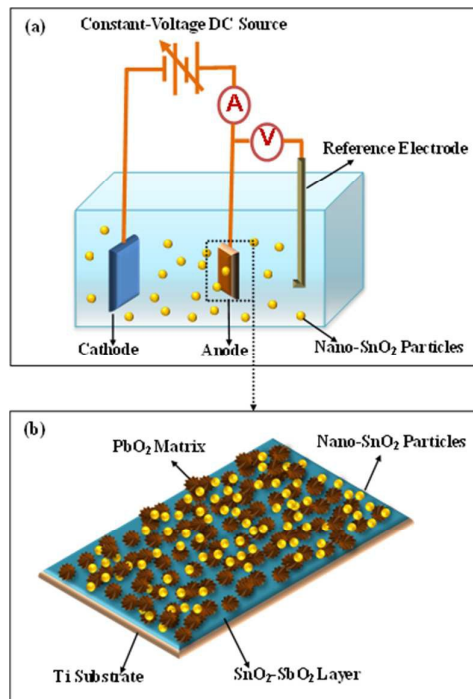 (a)
Constant-Voltage DC Source
A
V
Reference Electrode
Cathode
Anode
Nano-SnO₂ Particles
(b)
PbO₂ Matrix
Nano-SnO₂ Particles
Ti Substrate
SnO₂-SbO₂ Layer